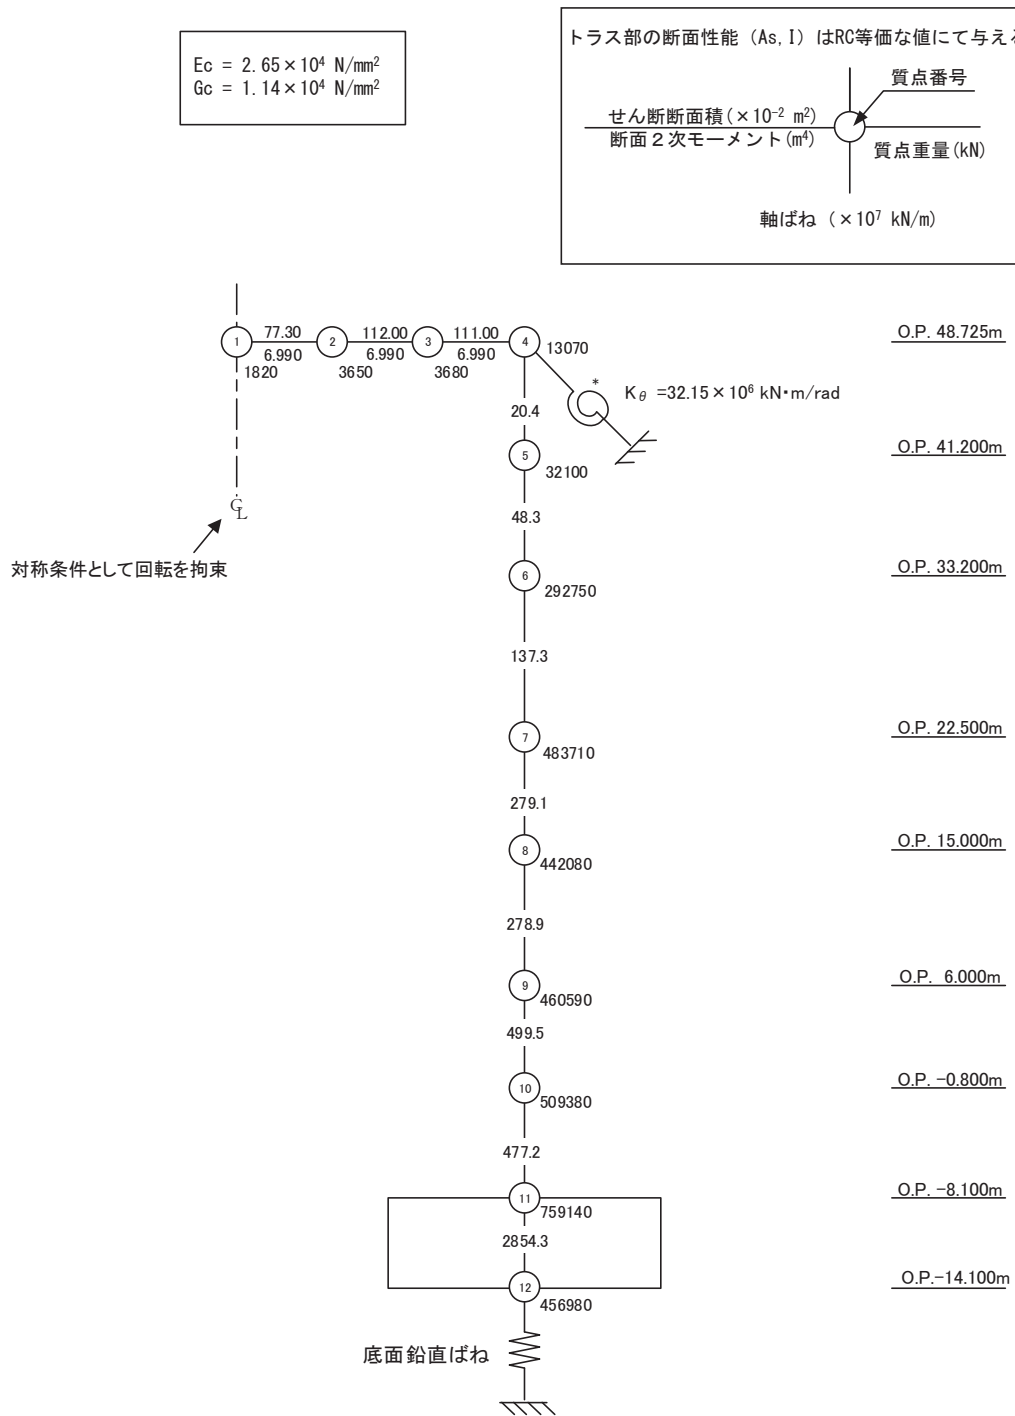 Ec = 2.65×10⁴ N/mm²
Gc = 1.14×10⁴ N/mm²
トラス部の断面性能（As,I）はRC等価な値にて与える
質点番号
せん断断面積(×10⁻² m²)
断面2次モーメント(m⁴)
質点重量(kN)
軸ばね（×10⁷ kN/m）
1 77.30 2 112.00 3 111.00 4 O.P. 48.725m
6.990 6.990 6.990 13070
1820 3650 3680
* Kθ =32.15×10⁶ kN・m/rad
20.4
5 O.P. 41.200m
32100
C L
48.3
対称条件として回転を拘束
6 O.P. 33.200m
292750
137.3
7 O.P. 22.500m
483710
279.1
8 O.P. 15.000m
442080
278.9
9 O.P. 6.000m
460590
499.5
10 O.P. -0.800m
509380
477.2
11 O.P. -8.100m
759140
2854.3
12 O.P.-14.100m
456980
底面鉛直ばね